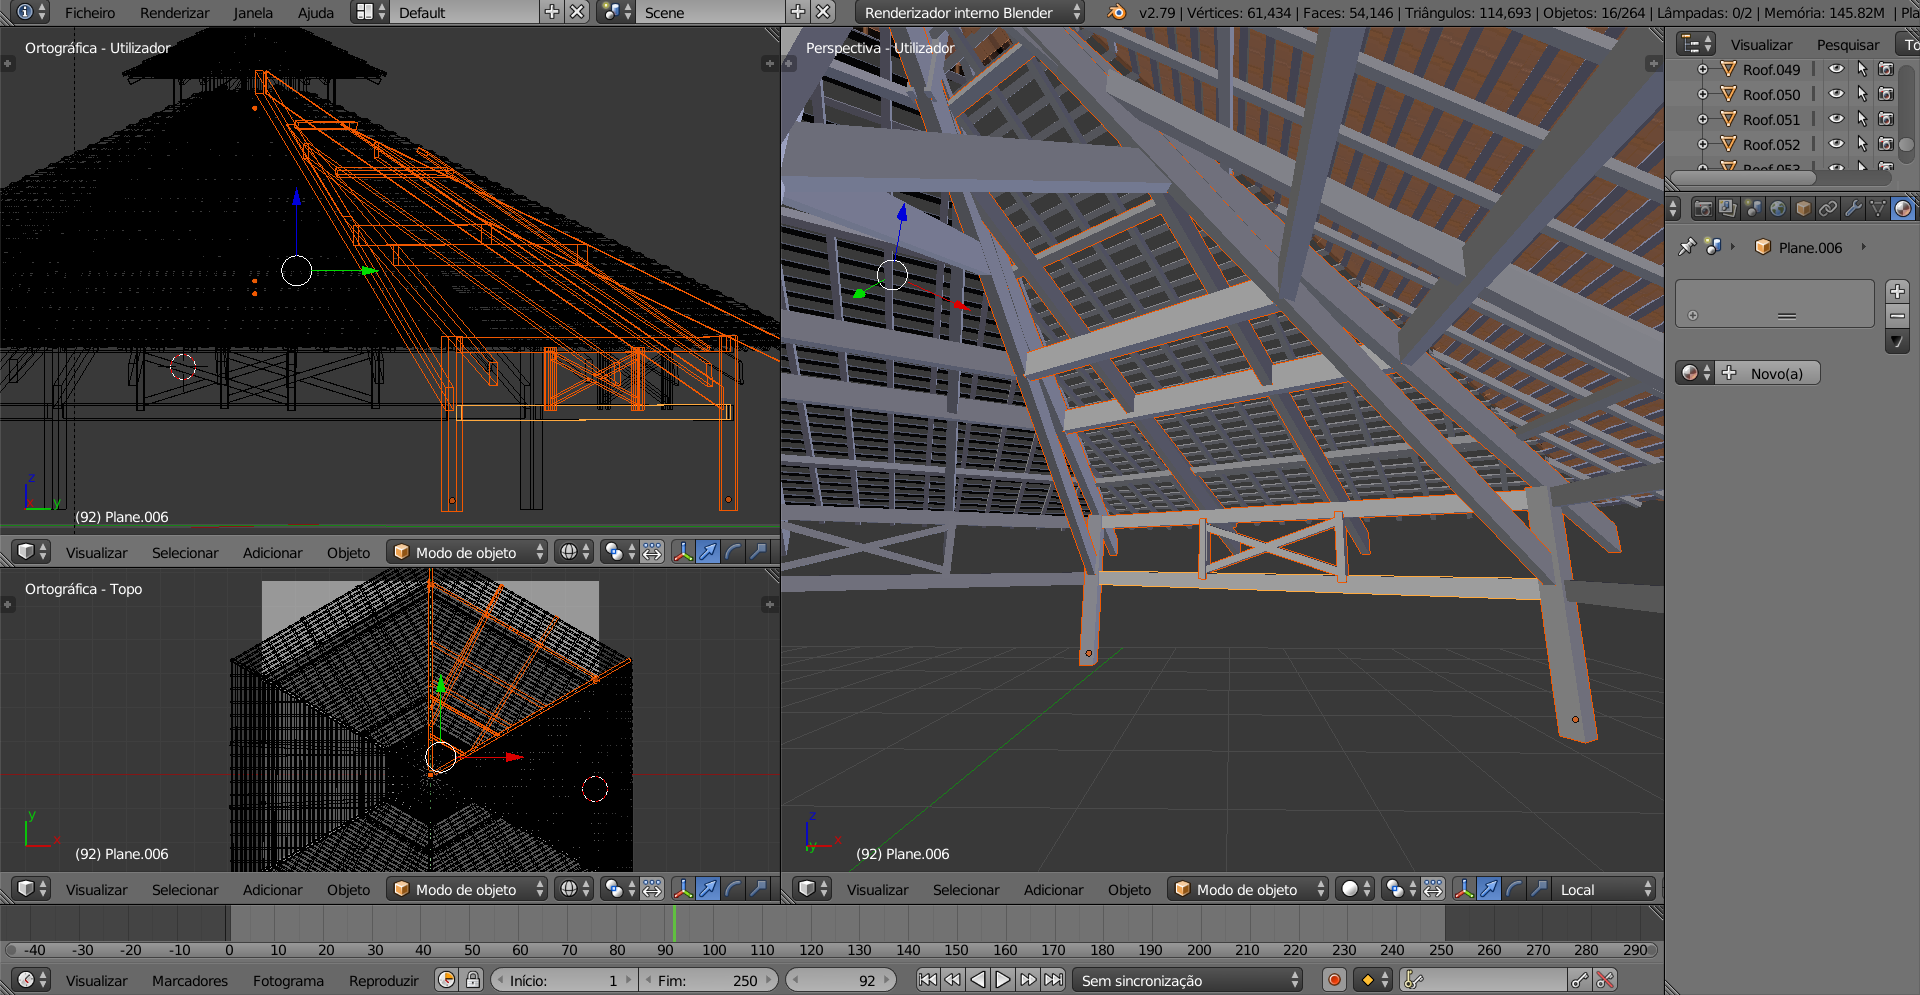 Ficheiro Renderizar Janela Ajuda Default Scene Renderizador interno Blender v2.79 | Vértices: 61,434 | Faces: 54,146 | Triângulos: 114,693 | Objetos: 16/264 | Lâmpadas: 0/2 | Memória: 145.82M | Pla
Ortográfica - Utilizador
Perspectiva - Utilizador
Visualizar Pesquisar To
Roof.049
Roof.050
Roof.051
Roof.052
Roof.053
Plane.006
Novo(a)
z
y
(92) Plane.006
Visualizar Selecionar Adicionar Objeto Modo de objeto
Ortográfica - Topo
y
x
(92) Plane.006
z
x
y
(92) Plane.006
Visualizar Selecionar Adicionar Objeto Modo de objeto
Visualizar Selecionar Adicionar Objeto Modo de objeto Local
-40 -30 -20 -10 0 10 20 30 40 50 60 70 80 90 100 110 120 130 140 150 160 170 180 190 200 210 220 230 240 250 260 270 280 290
Visualizar Marcadores Fotograma Reproduzir Início: 1 Fim: 250 92 Sem sincronização